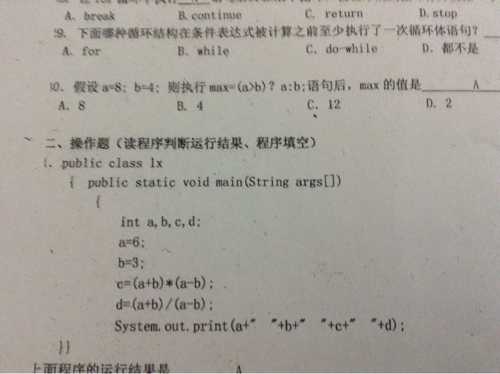 A. break B. continue C. return D. stop
9. 下面哪种循环结构在条件表达式被计算之前至少执行了一次循环体语句?
A. for B. while C. do-while D. 都不是
0. 假设 a=8; b=4; 则执行 max=(a>b)? a:b;语句后, max 的值是 A
A. 8 B. 4 C. 12 D. 2
二、操作题(读程序判断运行结果、程序填空)
1. public class lx
{ public static void main(String args[])
{
int a,b,c,d;
a=6;
b=3;
c=(a+b)*(a-b);
d=(a+b)/(a-b);
System.out.print(a+" "+b+" "+c+" "+d);
}}
上面程序的运行结果是 A